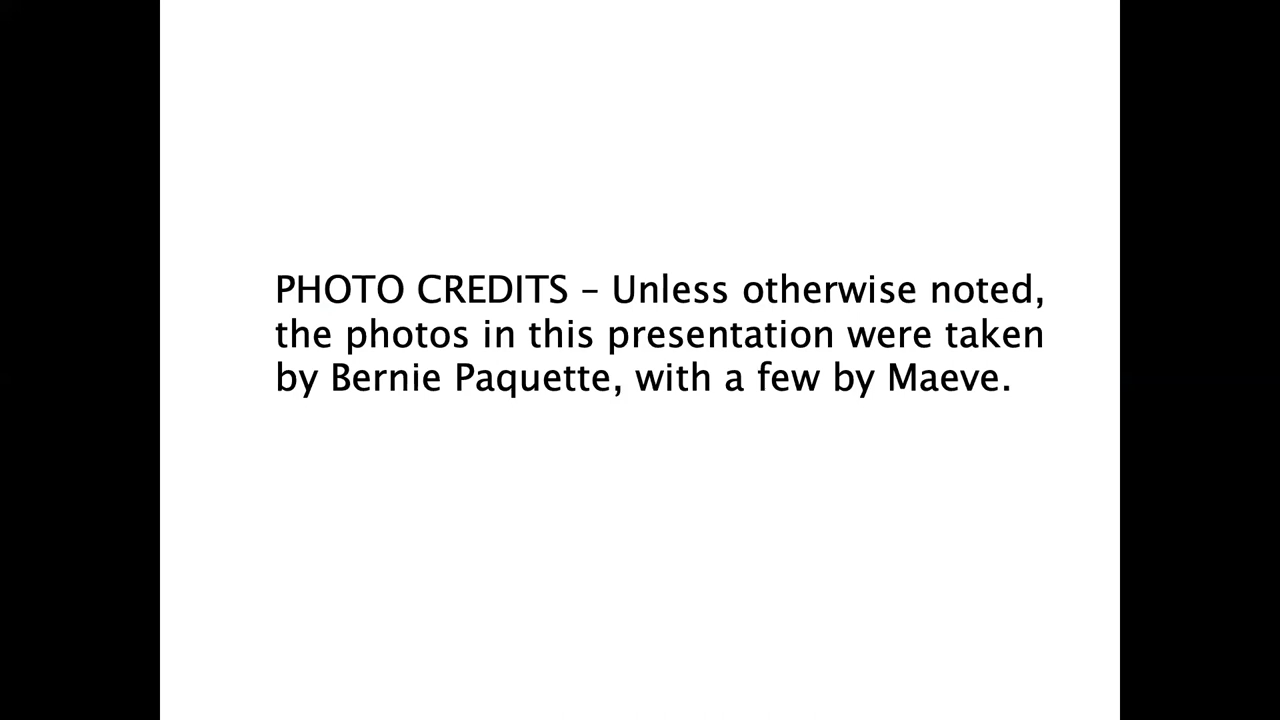 PHOTO CREDITS – Unless otherwise noted,
the photos in this presentation were taken
by Bernie Paquette, with a few by Maeve.